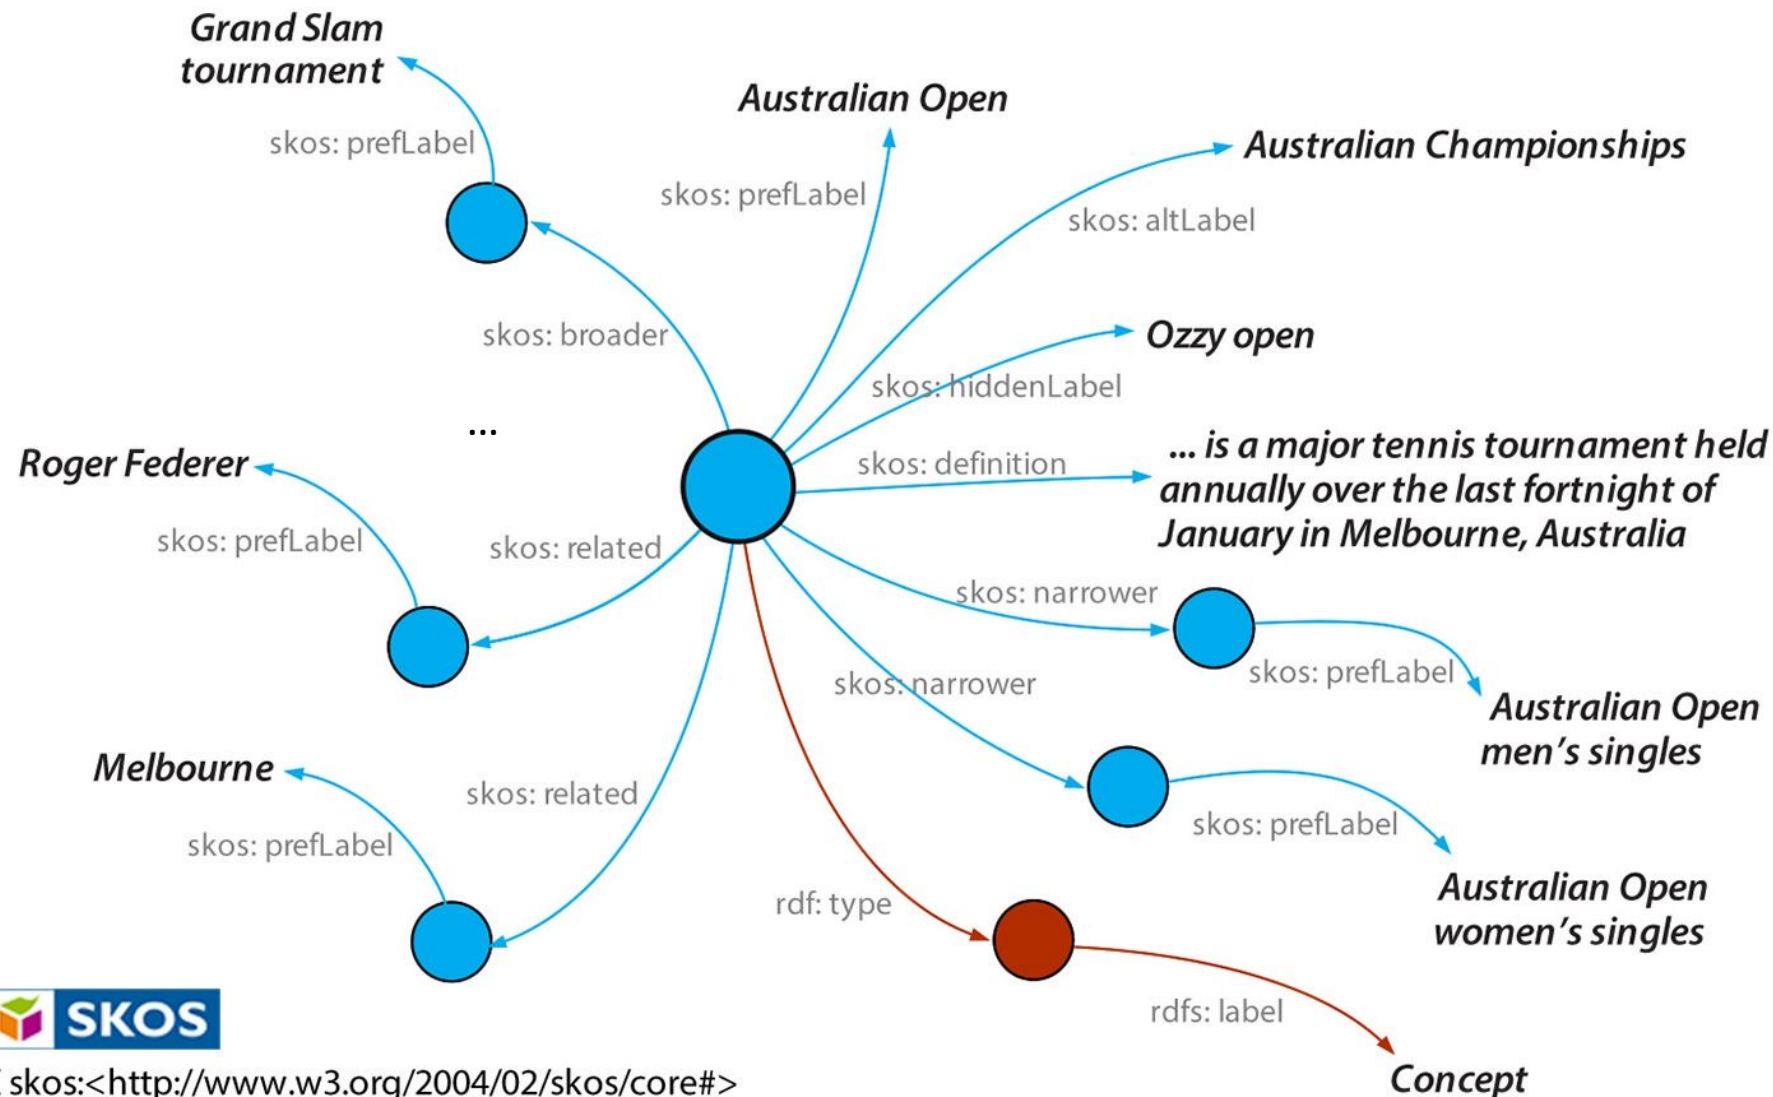 Grand Slam
tournament
skos: prefLabel
Australian Open
skos: prefLabel
Australian Championships
skos: altLabel
skos: broader
Ozzy open
skos: hiddenLabel
...
Roger Federer
skos: prefLabel
skos: related
skos: definition
... is a major tennis tournament held
annually over the last fortnight of
January in Melbourne, Australia
skos: narrower
skos: prefLabel
Australian Open
men's singles
skos: narrower
skos: prefLabel
Australian Open
women's singles
Melbourne
skos: prefLabel
skos: related
rdf: type
rdfs: label
Concept
SKOS
skos:<http://www.w3.org/2004/02/skos/core#>